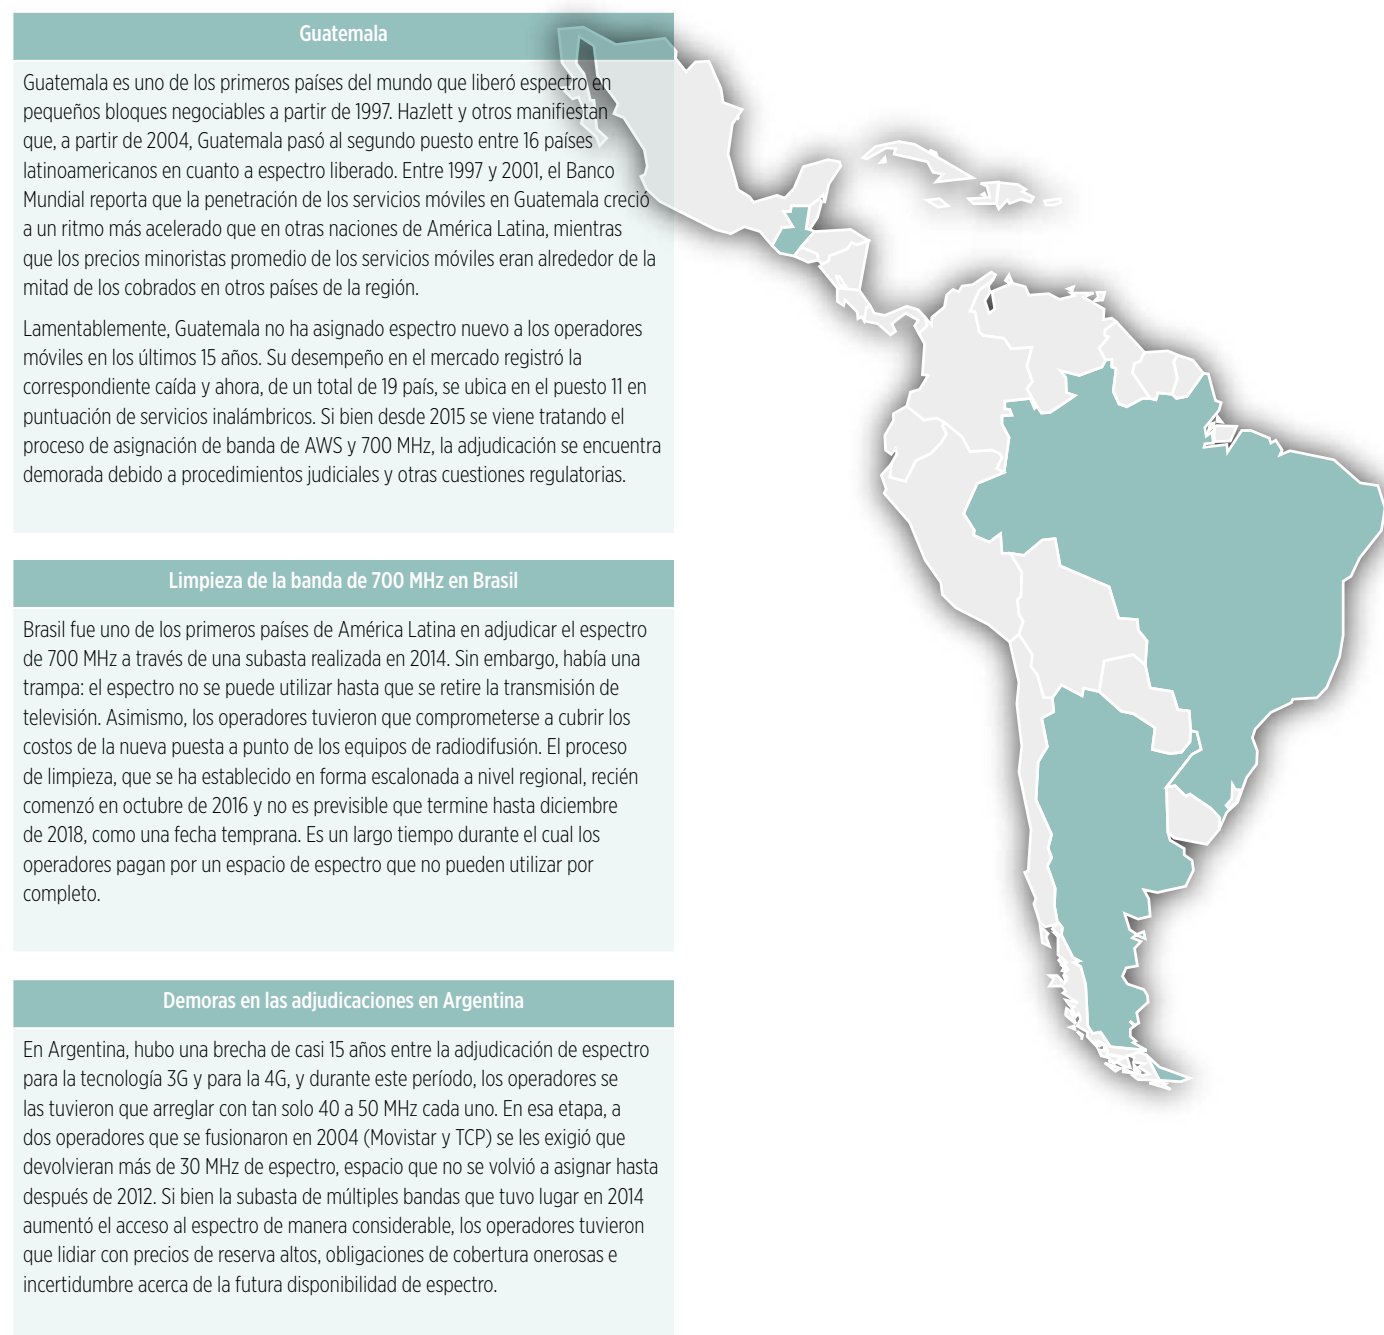 Guatemala
Guatemala es uno de los primeros países del mundo que liberó espectro en
pequeños bloques negociables a partir de 1997. Hazlett y otros manifiestan
que, a partir de 2004, Guatemala pasó al segundo puesto entre 16 países
latinoamericanos en cuanto a espectro liberado. Entre 1997 y 2001, el Banco
Mundial reporta que la penetración de los servicios móviles en Guatemala creció
a un ritmo más acelerado que en otras naciones de América Latina, mientras
que los precios minoristas promedio de los servicios móviles eran alrededor de la
mitad de los cobrados en otros países de la región.
Lamentablemente, Guatemala no ha asignado espectro nuevo a los operadores
móviles en los últimos 15 años. Su desempeño en el mercado registró la
correspondiente caída y ahora, de un total de 19 país, se ubica en el puesto 11 en
puntuación de servicios inalámbricos. Si bien desde 2015 se viene tratando el
proceso de asignación de banda de AWS y 700 MHz, la adjudicación se encuentra
demorada debido a procedimientos judiciales y otras cuestiones regulatorias.
Limpieza de la banda de 700 MHz en Brasil
Brasil fue uno de los primeros países de América Latina en adjudicar el espectro
de 700 MHz a través de una subasta realizada en 2014. Sin embargo, había una
trampa: el espectro no se puede utilizar hasta que se retire la transmisión de
televisión. Asimismo, los operadores tuvieron que comprometerse a cubrir los
costos de la nueva puesta a punto de los equipos de radiodifusión. El proceso
de limpieza, que se ha establecido en forma escalonada a nivel regional, recién
comenzó en octubre de 2016 y no es previsible que termine hasta diciembre
de 2018, como una fecha temprana. Es un largo tiempo durante el cual los
operadores pagan por un espacio de espectro que no pueden utilizar por
completo.
Demoras en las adjudicaciones en Argentina
En Argentina, hubo una brecha de casi 15 años entre la adjudicación de espectro
para la tecnología 3G y para la 4G, y durante este período, los operadores se
las tuvieron que arreglar con tan solo 40 a 50 MHz cada uno. En esa etapa, a
dos operadores que se fusionaron en 2004 (Movistar y TCP) se les exigió que
devolvieran más de 30 MHz de espectro, espacio que no se volvió a asignar hasta
después de 2012. Si bien la subasta de múltiples bandas que tuvo lugar en 2014
aumentó el acceso al espectro de manera considerable, los operadores tuvieron
que lidiar con precios de reserva altos, obligaciones de cobertura onerosas e
incertidumbre acerca de la futura disponibilidad de espectro.